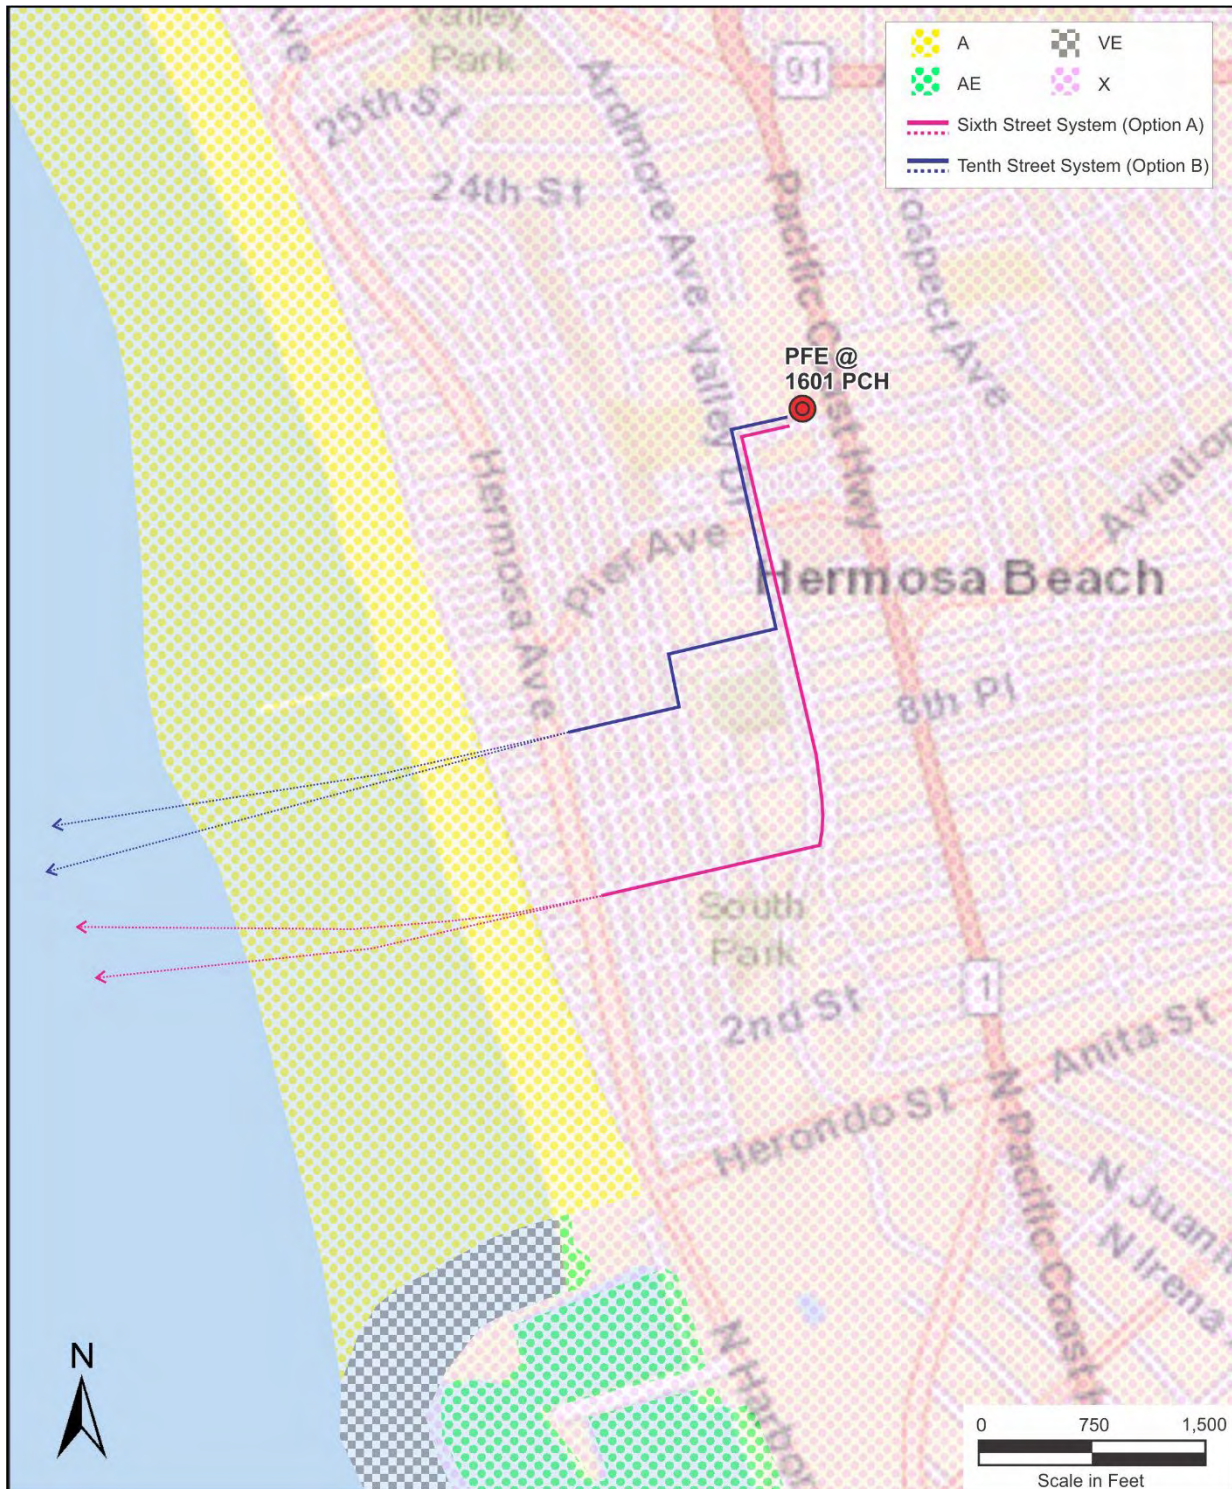 Valley
Park
Ave
25th St
24th St
Ardmore Ave
Valley Dr
91
Pacific Coast Hwy
A
VE
AE
X
Sixth Street System (Option A)
Tenth Street System (Option B)
PFE @
1601 PCH
Hermosa Ave
Pier Ave
Aviation
Hermosa Beach
8th Pl
South
Park
2nd St
1
Anita St
Herondo St
N Pacific Coast
N Irena
N Harbor
N
0 750 1,500
Scale in Feet